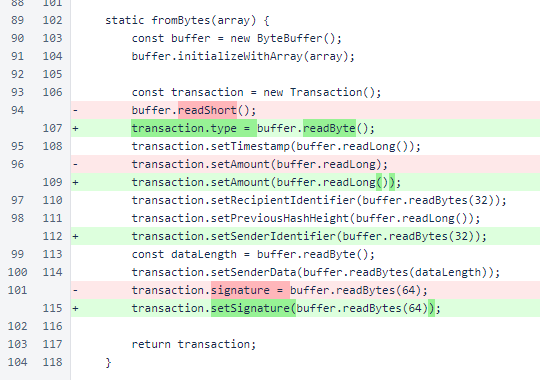 88 101
89 102 static fromBytes(array) {
90 103 const buffer = new ByteBuffer();
91 104 buffer.initializeWithArray(array);
92 105
93 106 const transaction = new Transaction();
94 - buffer.readShort();
107 + transaction.type = buffer.readByte();
95 108 transaction.setTimestamp(buffer.readLong());
96 - transaction.setAmount(buffer.readLong);
109 + transaction.setAmount(buffer.readLong());
97 110 transaction.setRecipientIdentifier(buffer.readBytes(32));
98 111 transaction.setPreviousHashHeight(buffer.readLong());
112 + transaction.setSenderIdentifier(buffer.readBytes(32));
99 113 const dataLength = buffer.readByte();
100 114 transaction.setSenderData(buffer.readBytes(dataLength));
101 - transaction.signature = buffer.readBytes(64);
115 + transaction.setSignature(buffer.readBytes(64));
102 116
103 117 return transaction;
104 118 }